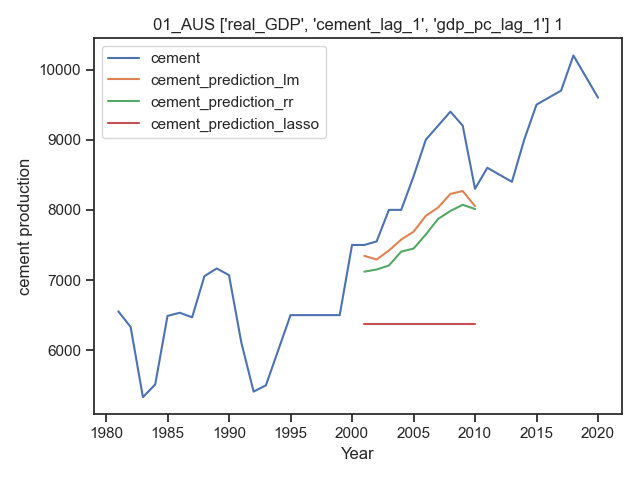 01_AUS ['real_GDP', 'cement_lag_1', 'gdp_pc_lag_1'] 1
cement
cement_prediction_lm
cement_prediction_rr
cement_prediction_lasso
cement production
10000
9000
8000
7000
6000
1980 1985 1990 1995 2000 2005 2010 2015 2020
Year